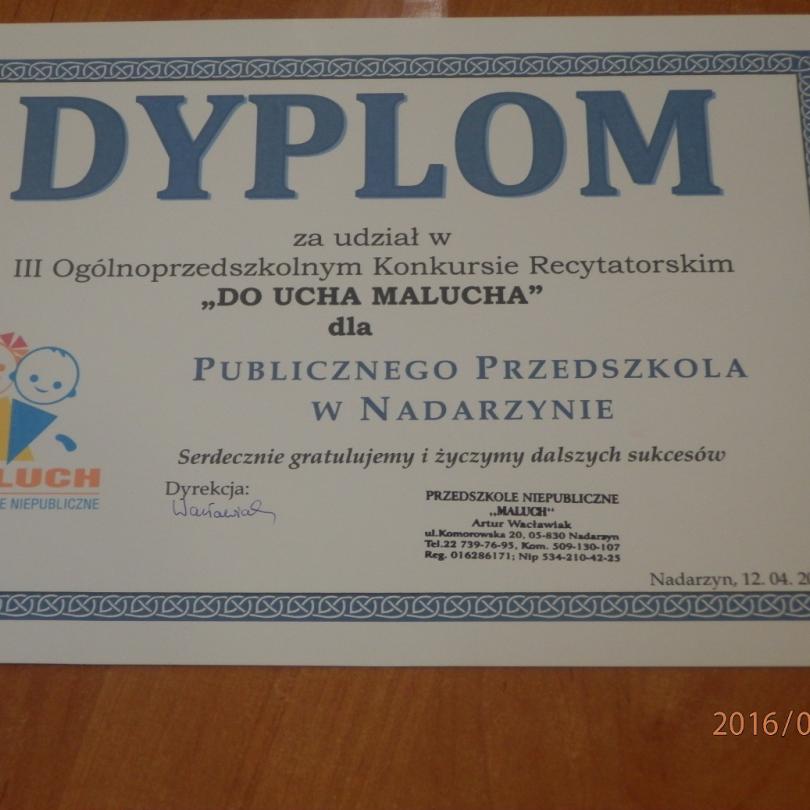 DYPLOM
za udział w
III Ogólnoprzedszkolnym Konkursie Recytatorskim
„DO UCHA MALUCHA”
dla
PUBLICZNEGO PRZEDSZKOLA
W NADARZYNIE
Serdecznie gratulujemy i życzymy dalszych sukcesów
LUCH
E NIEPUBLICZNE
Dyrekcja:
PRZEDSZKOLE NIEPUBLICZNE
„MALUCH“
Artur Wacławiak
ul.Komorowska 20, 05-830 Nadarzyn
Tel.22 739-76-95, Kom. 509-130-107
Reg. 016286171; Nip 534-210-42-25
Nadarzyn, 12. 04. 20
2016/0